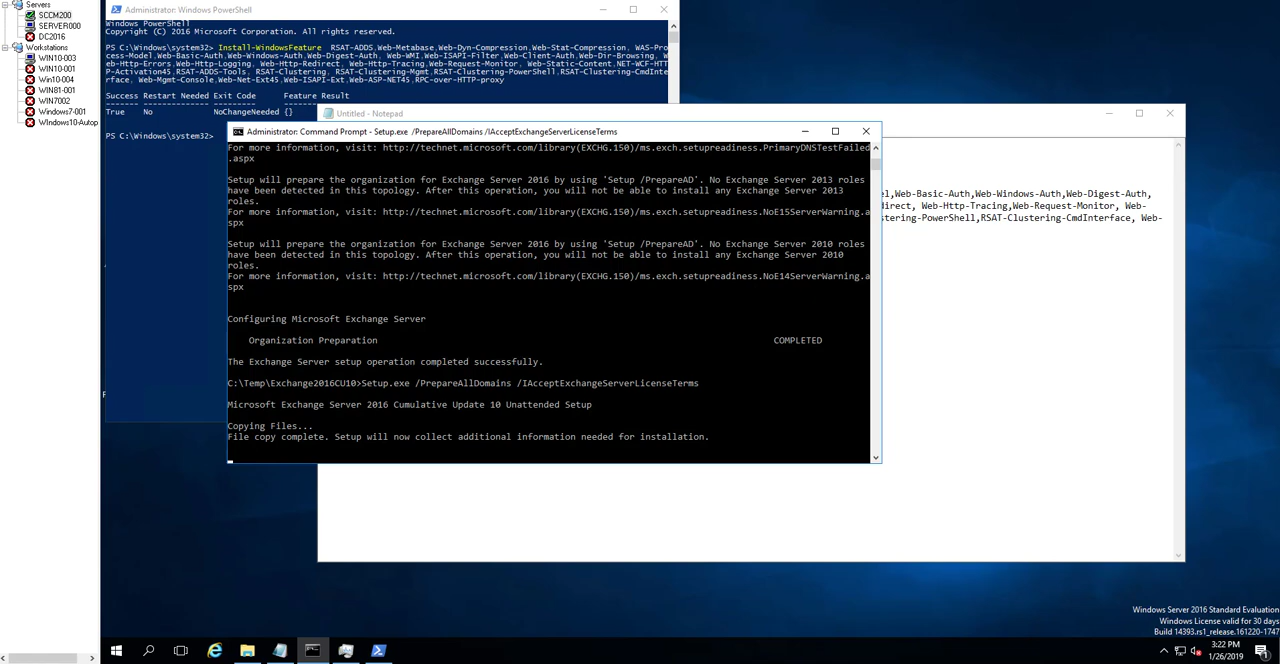 Servers
SCCM200
SERVER000
DC2016
Workstations
WIN10-003
WIN10-001
Win10-004
WIN81-001
WIN7002
Windows7-001
WIndows10-Autop
Administrator: Windows PowerShell
Windows PowerShell
Copyright (C) 2016 Microsoft Corporation. All rights reserved.
PS C:\Windows\system32> Install-WindowsFeature  RSAT-ADDS,Web-Metabase,Web-Dyn-Compression,Web-Stat-Compression, WAS-Pro
cess-Model,Web-Basic-Auth,Web-Windows-Auth,Web-Digest-Auth, Web-WMI,Web-ISAPI-Filter,Web-Client-Auth,Web-Dir-Browsing, W
eb-Http-Errors,Web-Http-Logging, Web-Http-Redirect, Web-Http-Tracing,Web-Request-Monitor, Web-Static-Content,NET-WCF-HTT
P-Activation45,RSAT-ADDS-Tools, RSAT-Clustering, RSAT-Clustering-Mgmt,RSAT-Clustering-PowerShell,RSAT-Clustering-CmdInte
rface, Web-Mgmt-Console,Web-Net-Ext45,Web-ISAPI-Ext,Web-ASP-NET45,RPC-over-HTTP-proxy
Success Restart Needed Exit Code      Feature Result
True    No             NoChangeNeeded {}
PS C:\Windows\system32>
Untitled - Notepad
el,Web-Basic-Auth,Web-Windows-Auth,Web-Digest-Auth,
direct, Web-Http-Tracing,Web-Request-Monitor, Web-
stering-PowerShell,RSAT-Clustering-CmdInterface, Web-
Administrator: Command Prompt - Setup.exe  /PrepareAllDomains /IAcceptExchangeServerLicenseTerms
For more information, visit: http://technet.microsoft.com/library(EXCHG.150)/ms.exch.setupreadiness.PrimaryDNSTestFailed
.aspx
Setup will prepare the organization for Exchange Server 2016 by using 'Setup /PrepareAD'. No Exchange Server 2013 roles
have been detected in this topology. After this operation, you will not be able to install any Exchange Server 2013
roles.
For more information, visit: http://technet.microsoft.com/library(EXCHG.150)/ms.exch.setupreadiness.NoE15ServerWarning.a
spx
Setup will prepare the organization for Exchange Server 2016 by using 'Setup /PrepareAD'. No Exchange Server 2010 roles
have been detected in this topology. After this operation, you will not be able to install any Exchange Server 2010
roles.
For more information, visit: http://technet.microsoft.com/library(EXCHG.150)/ms.exch.setupreadiness.NoE14ServerWarning.a
spx
Configuring Microsoft Exchange Server
Organization Preparation                                                                  COMPLETED
The Exchange Server setup operation completed successfully.
C:\Temp\Exchange2016CU10>Setup.exe /PrepareAllDomains /IAcceptExchangeServerLicenseTerms
Microsoft Exchange Server 2016 Cumulative Update 10 Unattended Setup
Copying Files...
File copy complete. Setup will now collect additional information needed for installation.
Windows Server 2016 Standard Evaluation
Windows License valid for 30 days
Build 14393.rs1_release.161220-1747
3:22 PM
1/26/2019
1